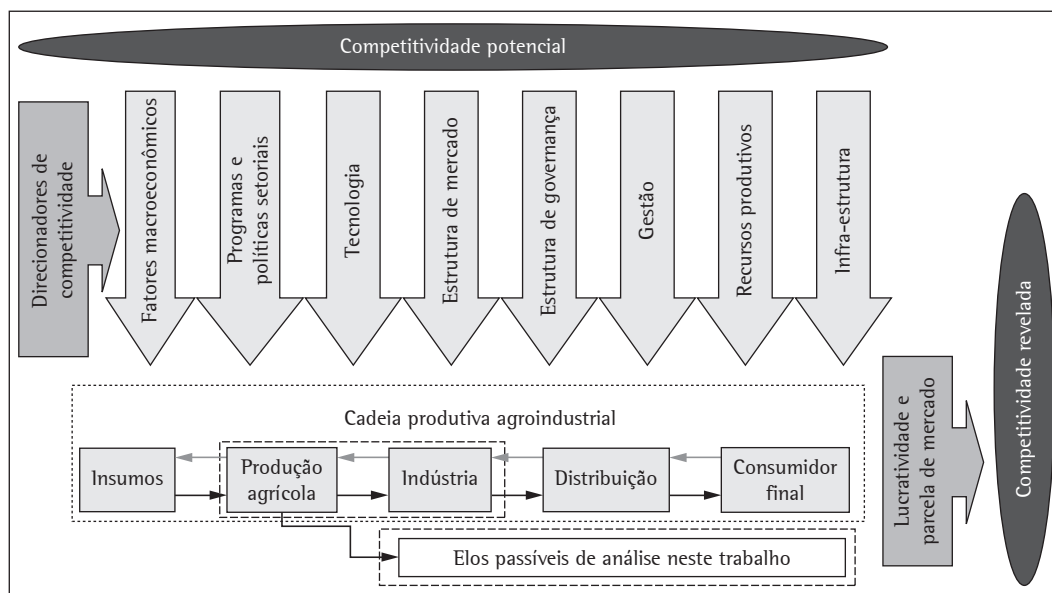 Competitividade potencial
Direcionadores de
competitividade
Fatores macroeconômicos
Programas e
políticas setoriais
Tecnologia
Estrutura de mercado
Estrutura de governança
Gestão
Recursos produtivos
Infra-estrutura
Competitividade revelada
Lucratividade e
parcela de mercado
Cadeia produtiva agroindustrial
Insumos
Produção
agrícola
Indústria
Distribuição
Consumidor
final
Elos passíveis de análise neste trabalho